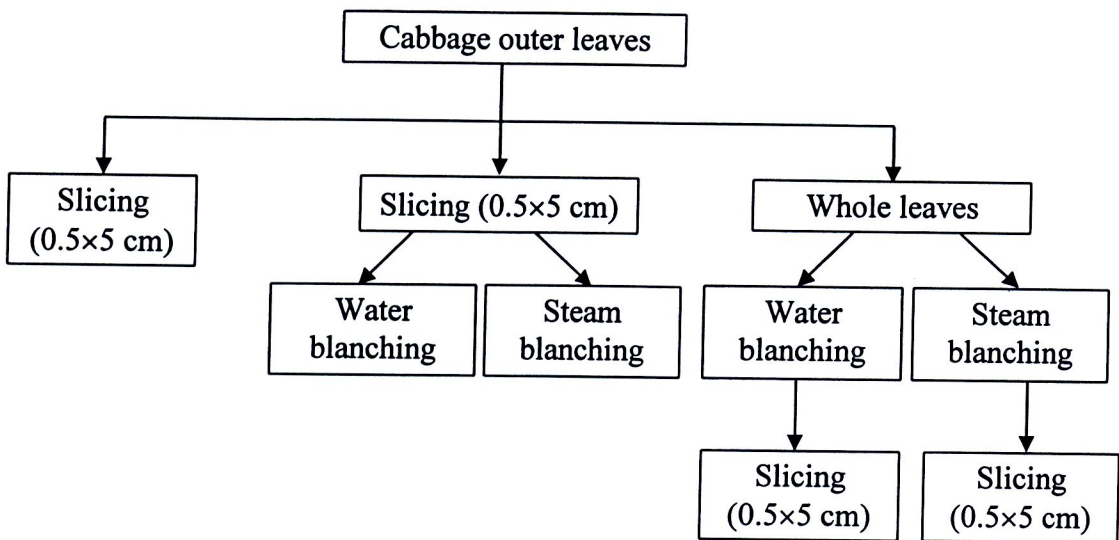 Cabbage outer leaves
Slicing
(0.5×5 cm)
Slicing (0.5×5 cm)
Whole leaves
Water
blanching
Steam
blanching
Water
blanching
Steam
blanching
Slicing
(0.5×5 cm)
Slicing
(0.5×5 cm)